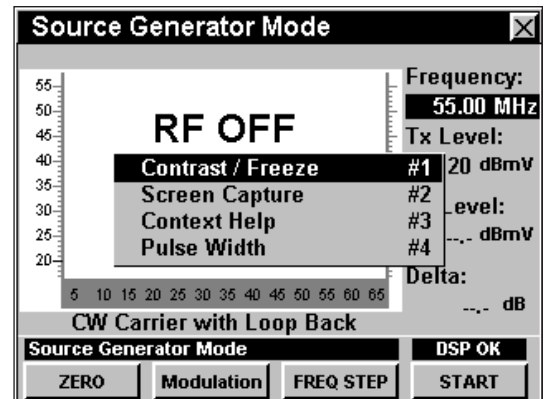 Source Generator Mode
Frequency:
55.00 MHz
Tx Level:
20 dBmV
evel:
--.- dBmV
Delta:
--.- dB
55
50
45
40
35
30
25
20
RF OFF
Contrast / Freeze #1
Screen Capture #2
Context Help #3
Pulse Width #4
5 10 15 20 25 30 35 40 45 50 55 60 65
CW Carrier with Loop Back
Source Generator Mode DSP OK
ZERO Modulation FREQ STEP START